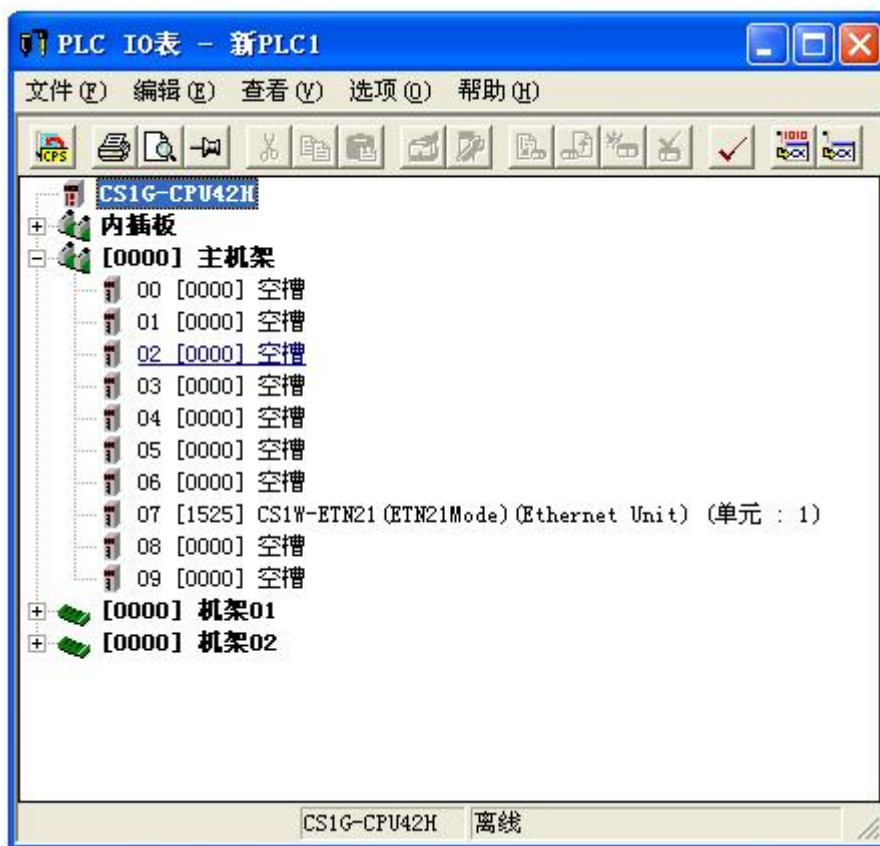 PLC IO表 - 新PLC1
文件(F) 编辑(E) 查看(V) 选项(O) 帮助(H)
CPS 1010
CS1G-CPU42H
内插板
[0000] 主机架
00 [0000] 空槽
01 [0000] 空槽
02 [0000] 空槽
03 [0000] 空槽
04 [0000] 空槽
05 [0000] 空槽
06 [0000] 空槽
07 [1525] CS1W-ETN21(ETN21Mode)(Ethernet Unit) (单元 : 1)
08 [0000] 空槽
09 [0000] 空槽
[0000] 机架01
[0000] 机架02
CS1G-CPU42H 离线